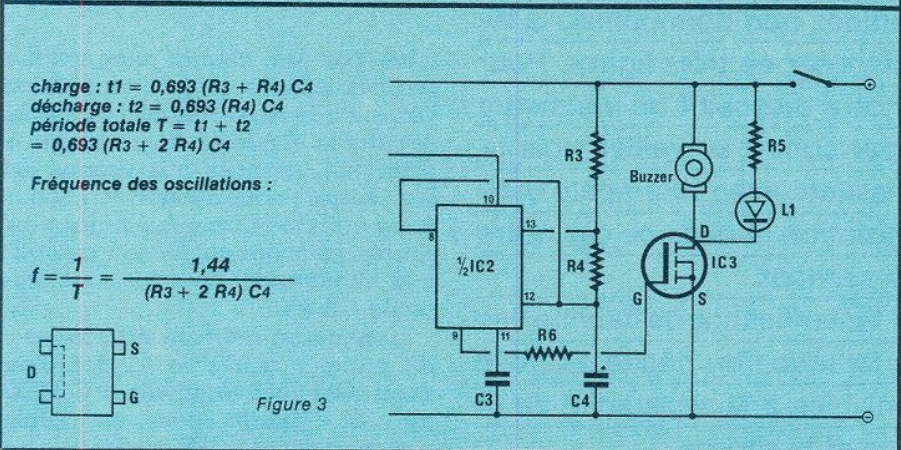 charge : t1 = 0,693 (R3 + R4) C4
décharge : t2 = 0,693 (R4) C4
période totale T = t1 + t2
= 0,693 (R3 + 2 R4) C4
Fréquence des oscillations :
f = 1/T = 1,44/(R3 + 2 R4) C4
D
S
G
Figure 3
R3
Buzzer
R5
L1
10
8
13
½IC2
R4
12
D
IC3
G
S
9
11
R6
C3
C4
+
+
−